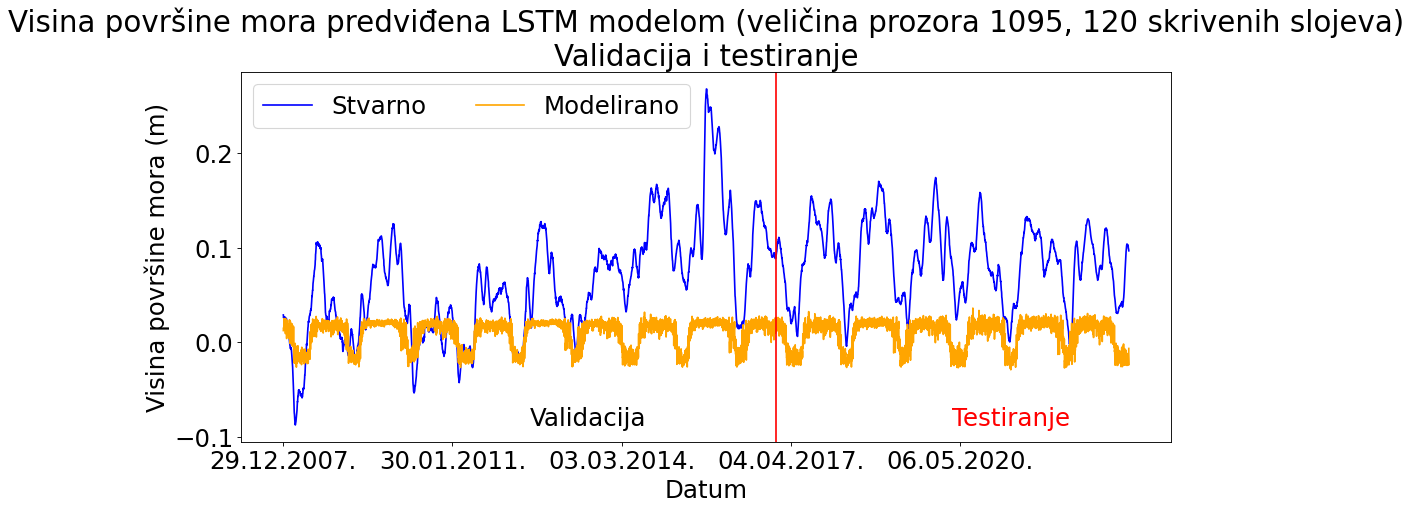 Visina površine mora predviđena LSTM modelom (veličina prozora 1095, 120 skrivenih slojeva)
Validacija i testiranje
Stvarno Modelirano
Visina površine mora (m)
0.2
0.1
0.0
−0.1
Validacija Testiranje
29.12.2007. 30.01.2011. 03.03.2014. 04.04.2017. 06.05.2020.
Datum